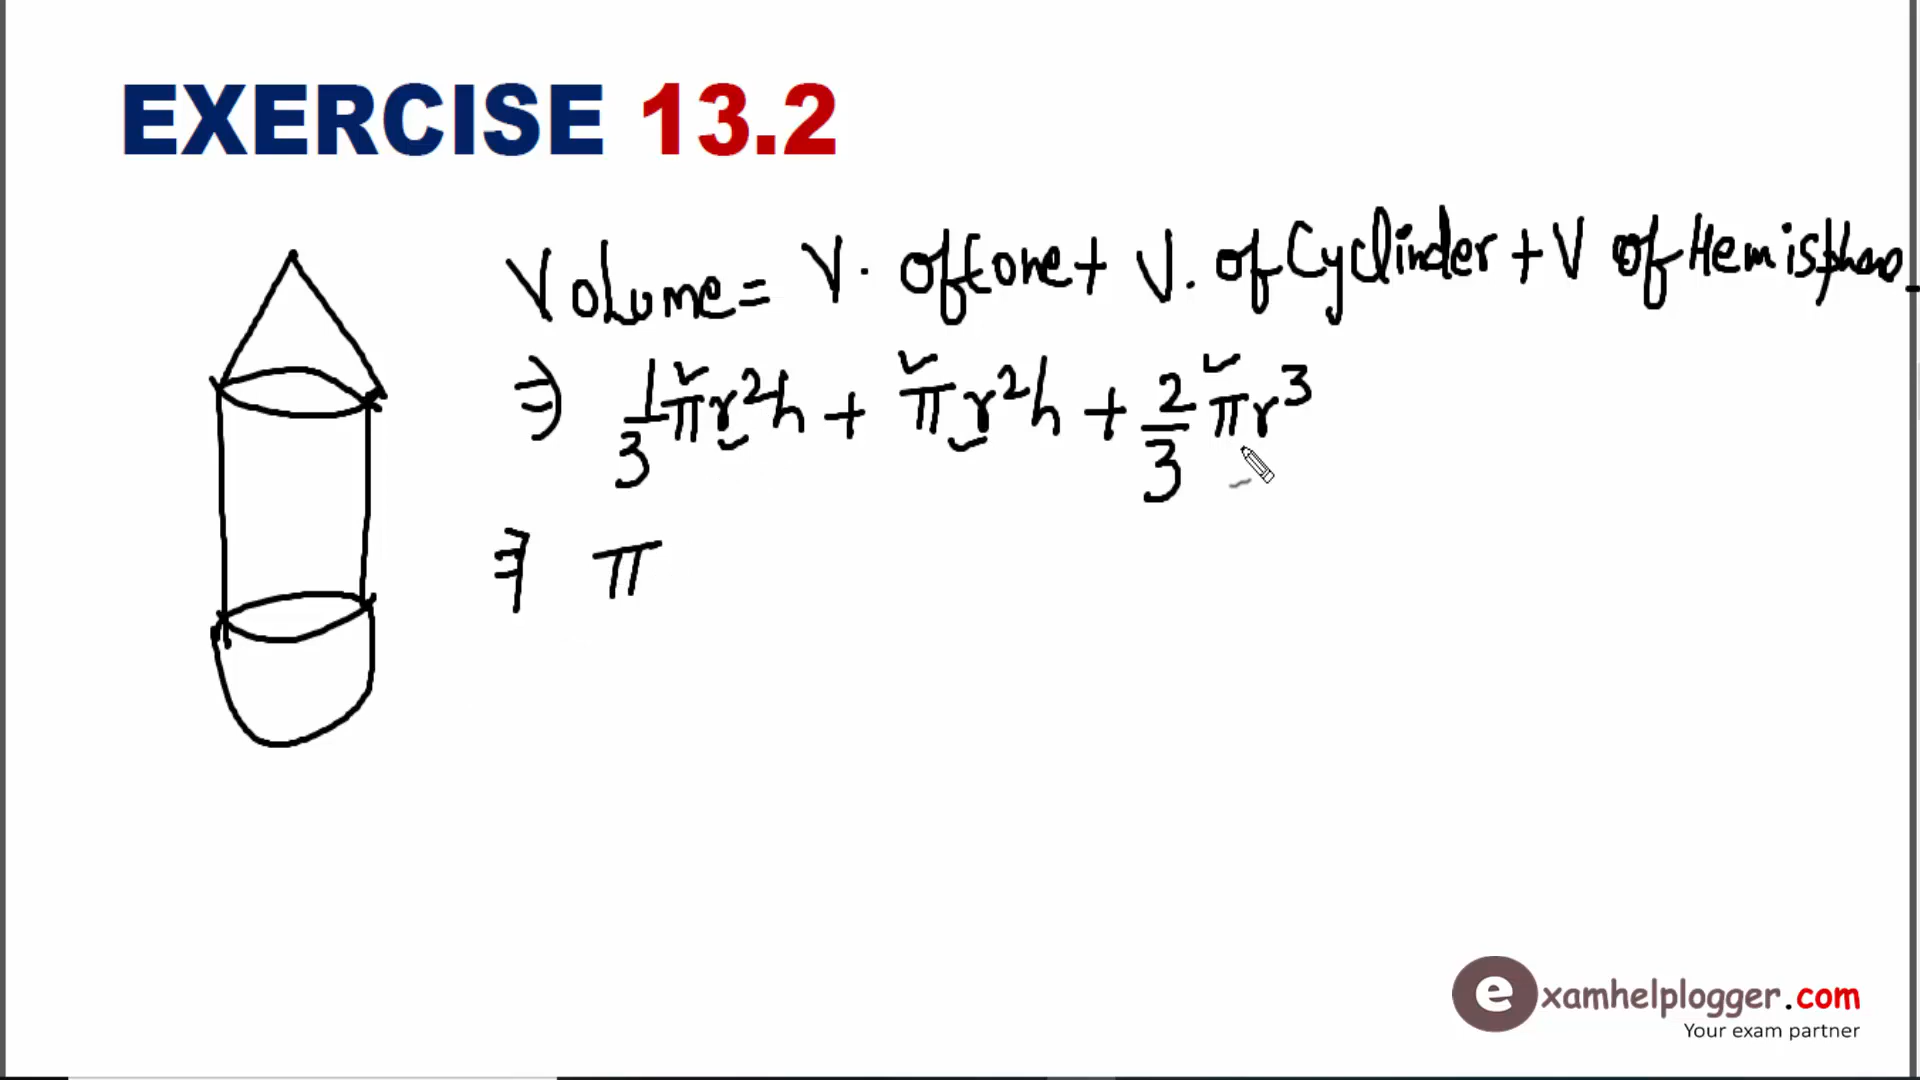 EXERCISE 13.2
Volume = V. of Cone + V. of Cyclinder + V of Hemisphere
⇒ 1/3 πr²h + πr²h + 2/3 πr³
⇒ π
examhelplogger.com
Your exam partner